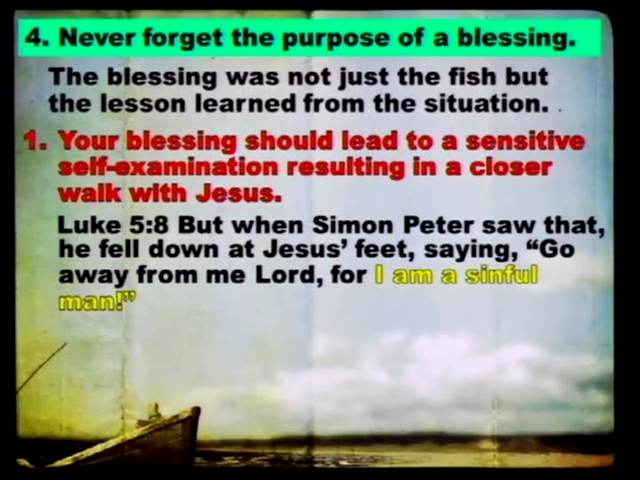 4. Never forget the purpose of a blessing.
The blessing was not just the fish but
the lesson learned from the situation.
1. Your blessing should lead to a sensitive
self-examination resulting in a closer
walk with Jesus.
Luke 5:8 But when Simon Peter saw that,
he fell down at Jesus’ feet, saying, “Go
away from me Lord, for I am a sinful
man!”